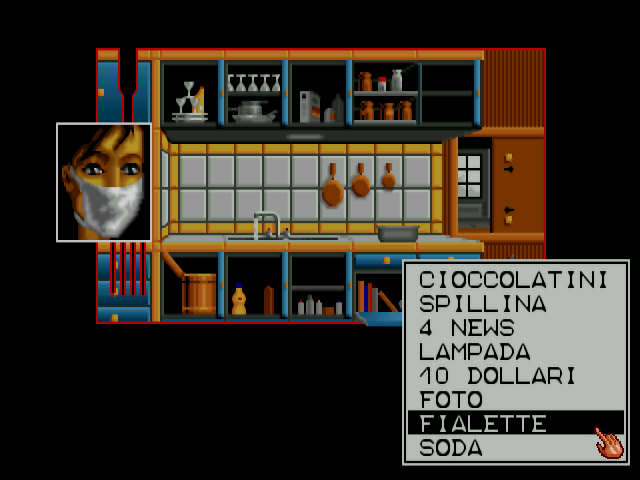 CIOCCOLATINI
SPILLINA
4 NEWS
LAMPADA
10 DOLLARI
FOTO
FIALETTE
SODA